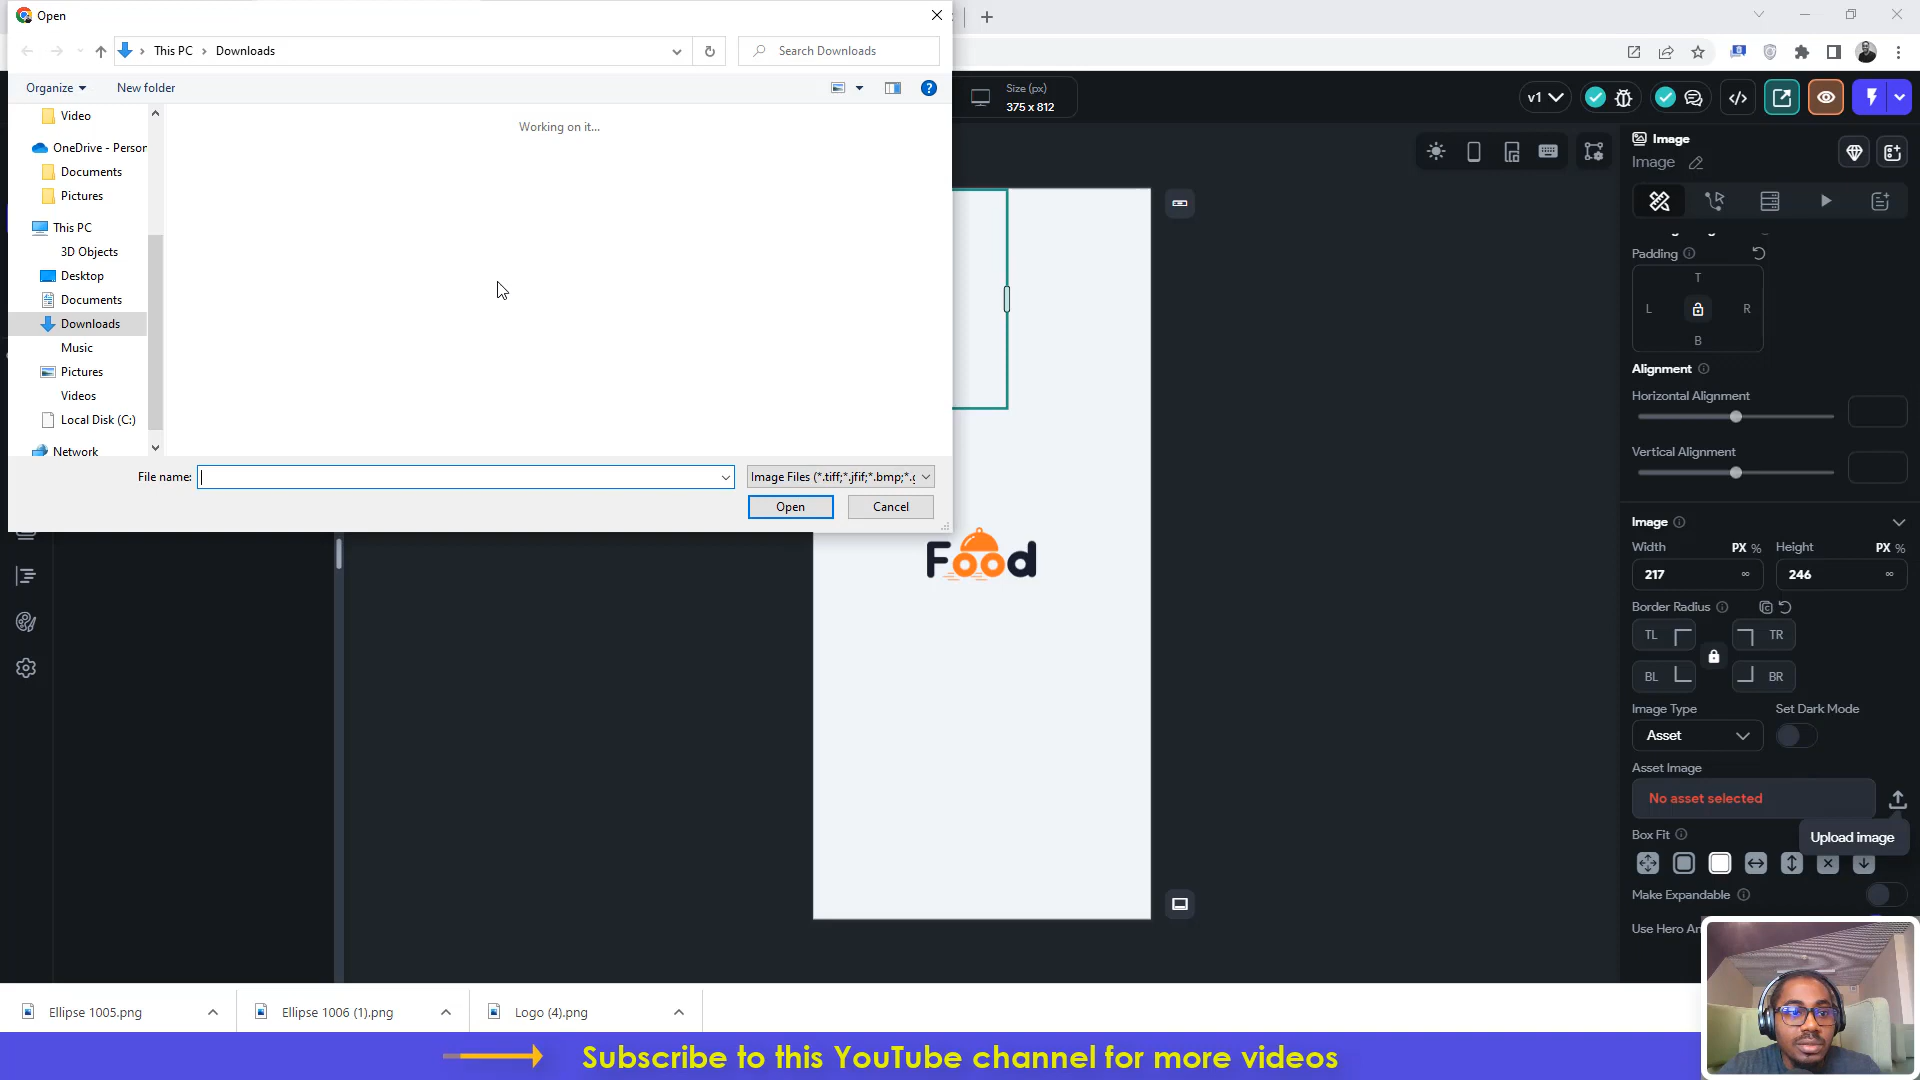 Open
This PC
Downloads
Search Downloads
Organize
New folder
Video
OneDrive - Person
Documents
Pictures
This PC
3D Objects
Desktop
Documents
Downloads
Music
Pictures
Videos
Local Disk (C:)
Network
Working on it...
File name:
Image Files (*.tiff;*.jfif;*.bmp;*.g
Open
Cancel
Size (px)
375 x 812
v1
Food
Image
Image
Padding
T
L
R
B
Alignment
Horizontal Alignment
Vertical Alignment
Image
Width
PX %
Height
PX %
217
246
Border Radius
TL
TR
BL
BR
Image Type
Set Dark Mode
Asset
Asset Image
No asset selected
Upload image
Box Fit
Make Expandable
Use Hero An
Ellipse 1005.png
Ellipse 1006 (1).png
Logo (4).png
Subscribe to this YouTube channel for more videos